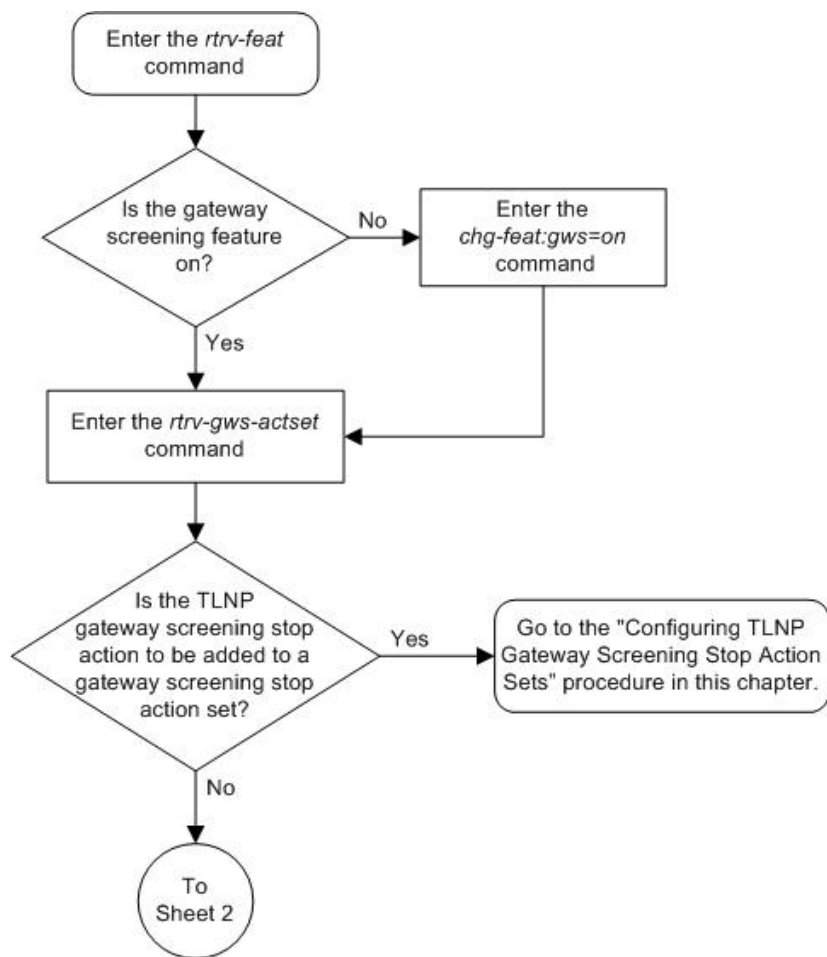 Enter the rtrv-feat
command
Is the gateway
screening feature
on?
No
Enter the
chg-feat:gws=on
command
Yes
Enter the rtrv-gws-actset
command
Is the TLNP
gateway screening stop
action to be added to a
gateway screening stop
action set?
Yes
Go to the "Configuring TLNP
Gateway Screening Stop Action
Sets" procedure in this chapter.
No
To
Sheet 2